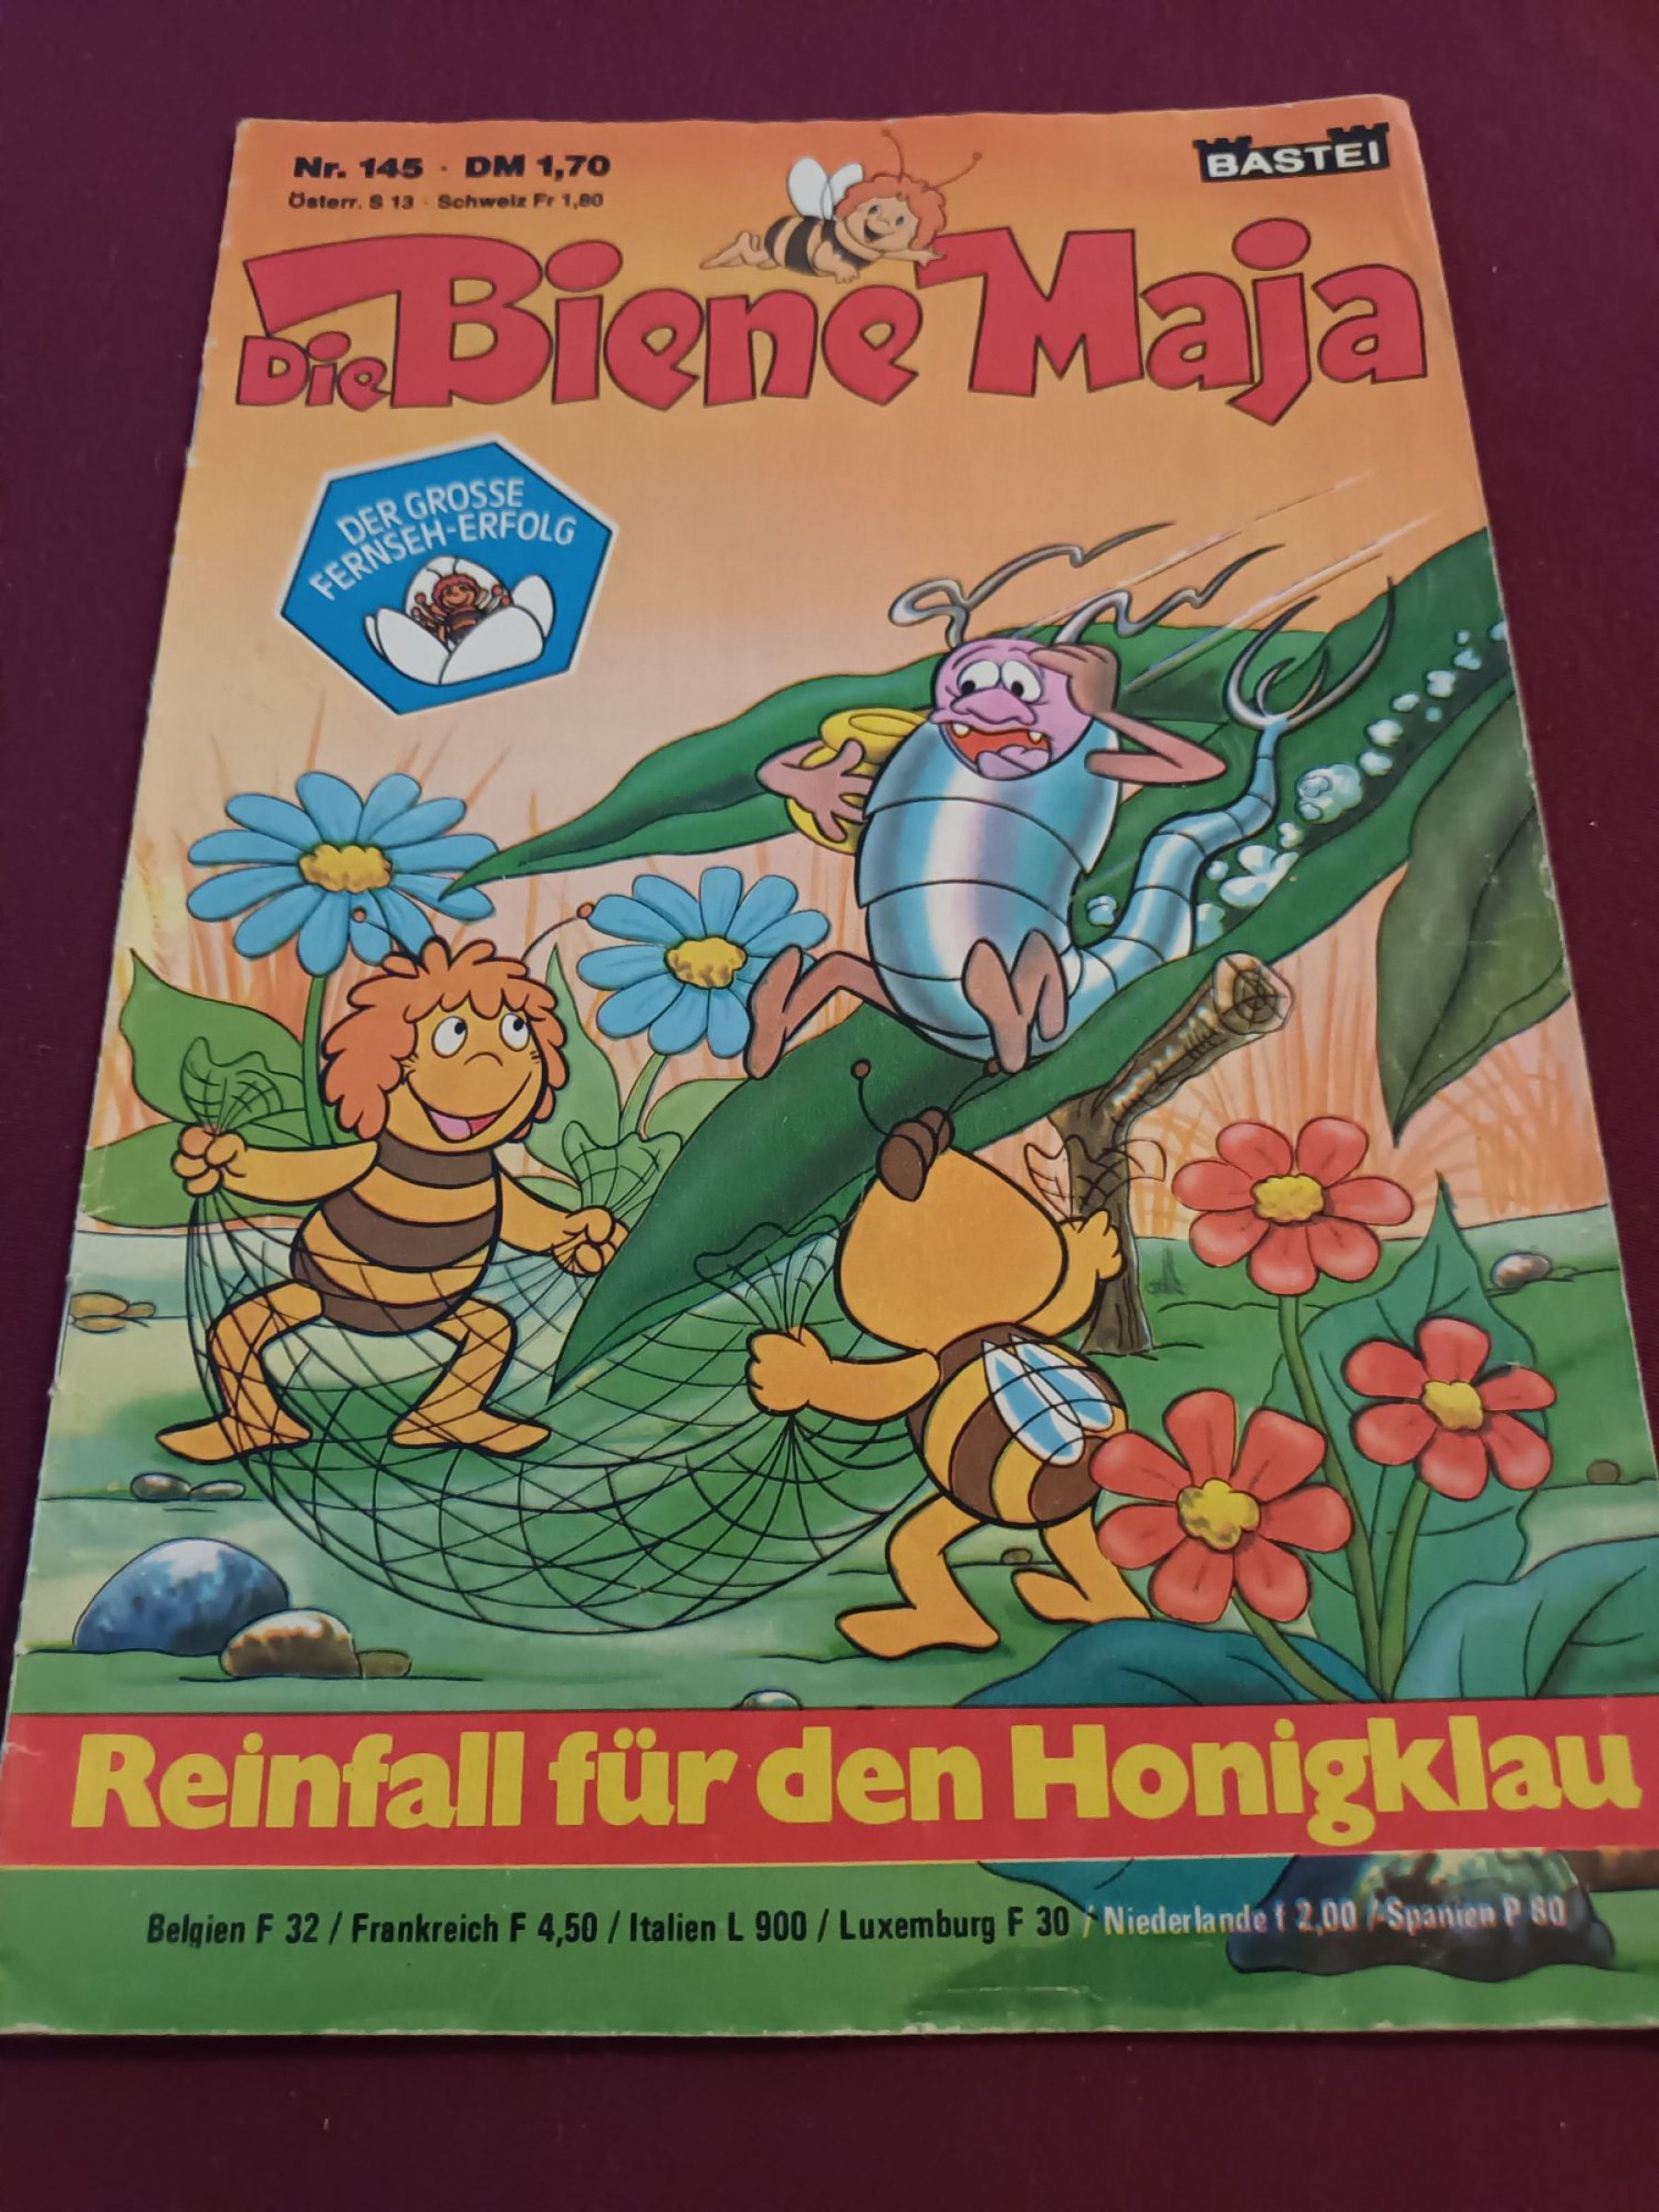 Nr. 145 · DM 1,70
Österr. S 13 · Schweiz Fr 1,80
BASTEI
Die Biene Maja
DER GROSSE
FERNSEH-ERFOLG
Reinfall für den Honigklau
Belgien F 32 / Frankreich F 4,50 / Italien L 900 / Luxemburg F 30 / Niederlande f 2,00 / Spanien P 80